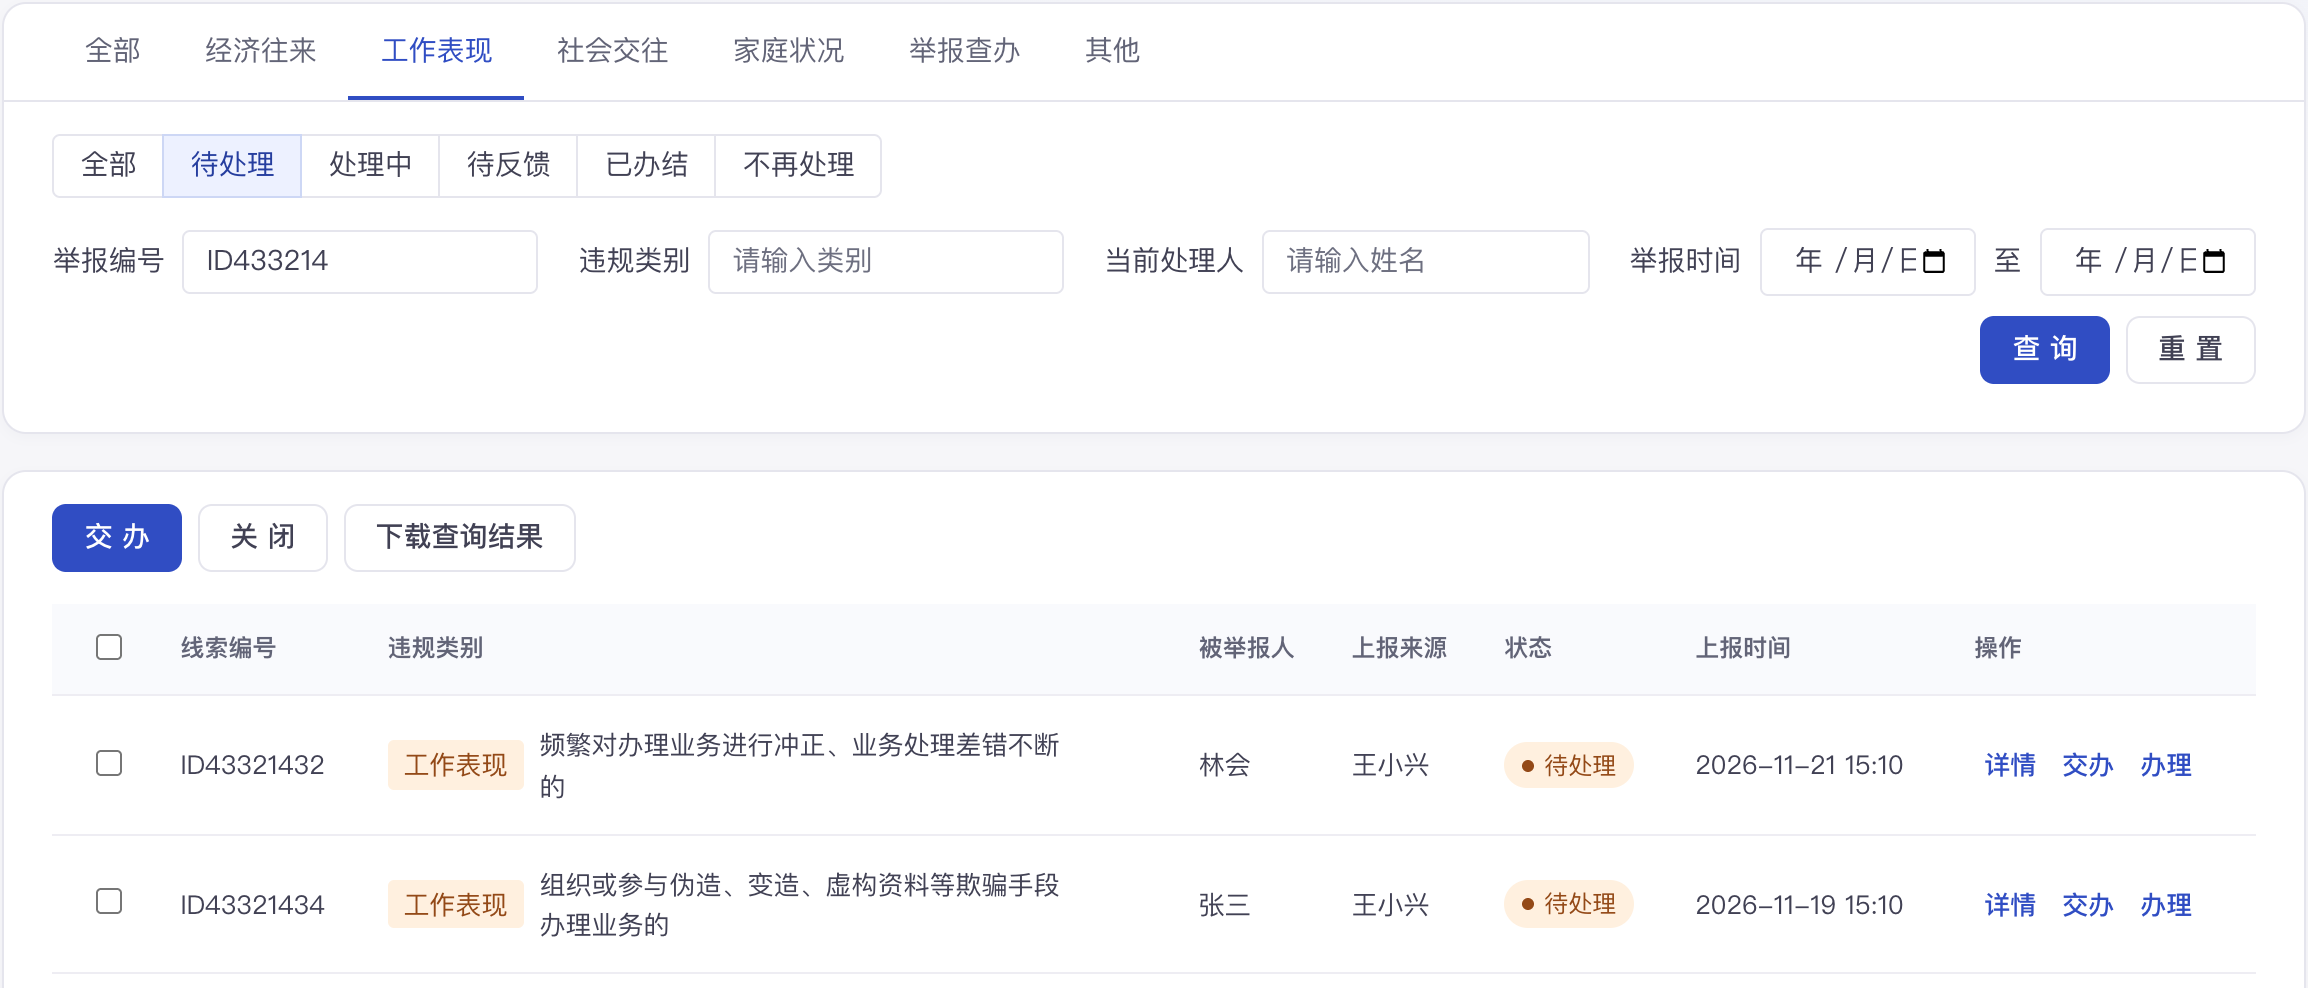 全部 经济往来 工作表现 社会交往 家庭状况 举报查办 其他
全部 待处理 处理中 待反馈 已办结 不再处理
举报编号 ID433214 违规类别 请输入类别 当前处理人 请输入姓名 举报时间 年 /月/日 至 年 /月/日
查 询 重 置
交 办 关 闭 下载查询结果
线索编号 违规类别 被举报人 上报来源 状态 上报时间 操作
ID43321432 工作表现 频繁对办理业务进行冲正、业务处理差错不断
的 林会 王小兴 待处理 2026-11-21 15:10 详情 交办 办理
ID43321434 工作表现 组织或参与伪造、变造、虚构资料等欺骗手段
办理业务的 张三 王小兴 待处理 2026-11-19 15:10 详情 交办 办理